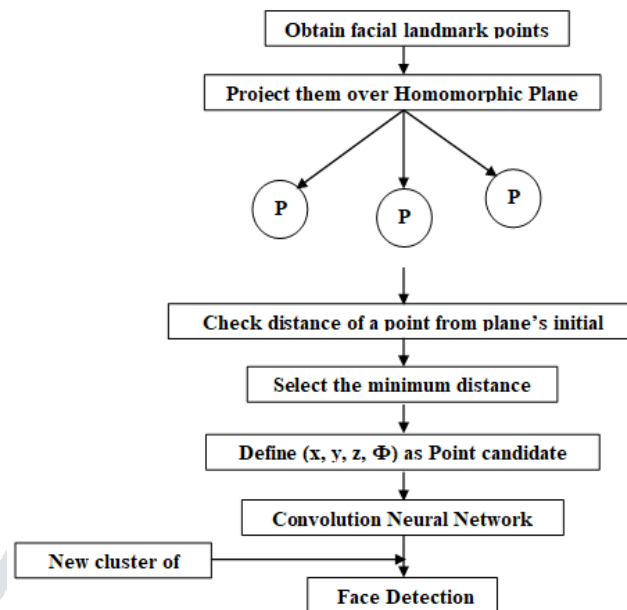 Obtain facial landmark points
Project them over Homomorphic Plane
P
P
P
Check distance of a point from plane's initial
Select the minimum distance
Define (x, y, z, Φ) as Point candidate
Convolution Neural Network
New cluster of
Face Detection